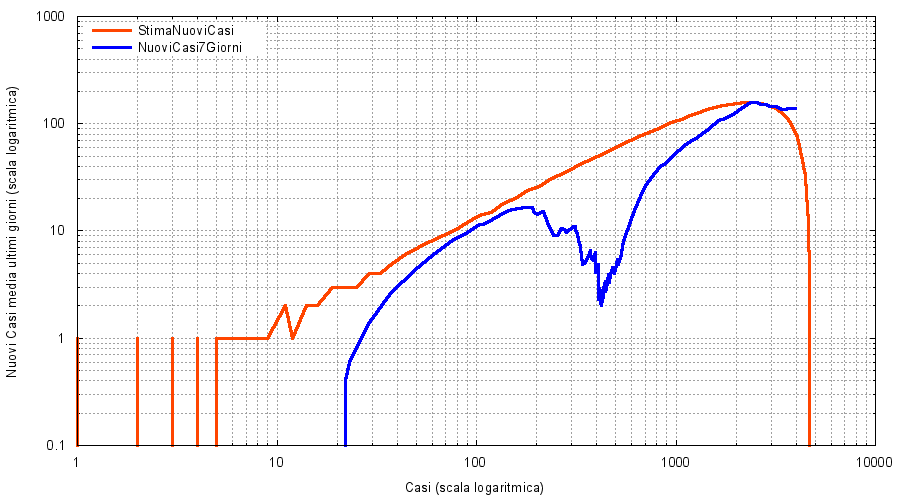 1000
100
10
1
0.1
StimaNuoviCasi
NuoviCasi7Giorni
Nuovi Casi media ultimi giorni (scala logaritmica)
1
10
100
1000
10000
Casi (scala logaritmica)